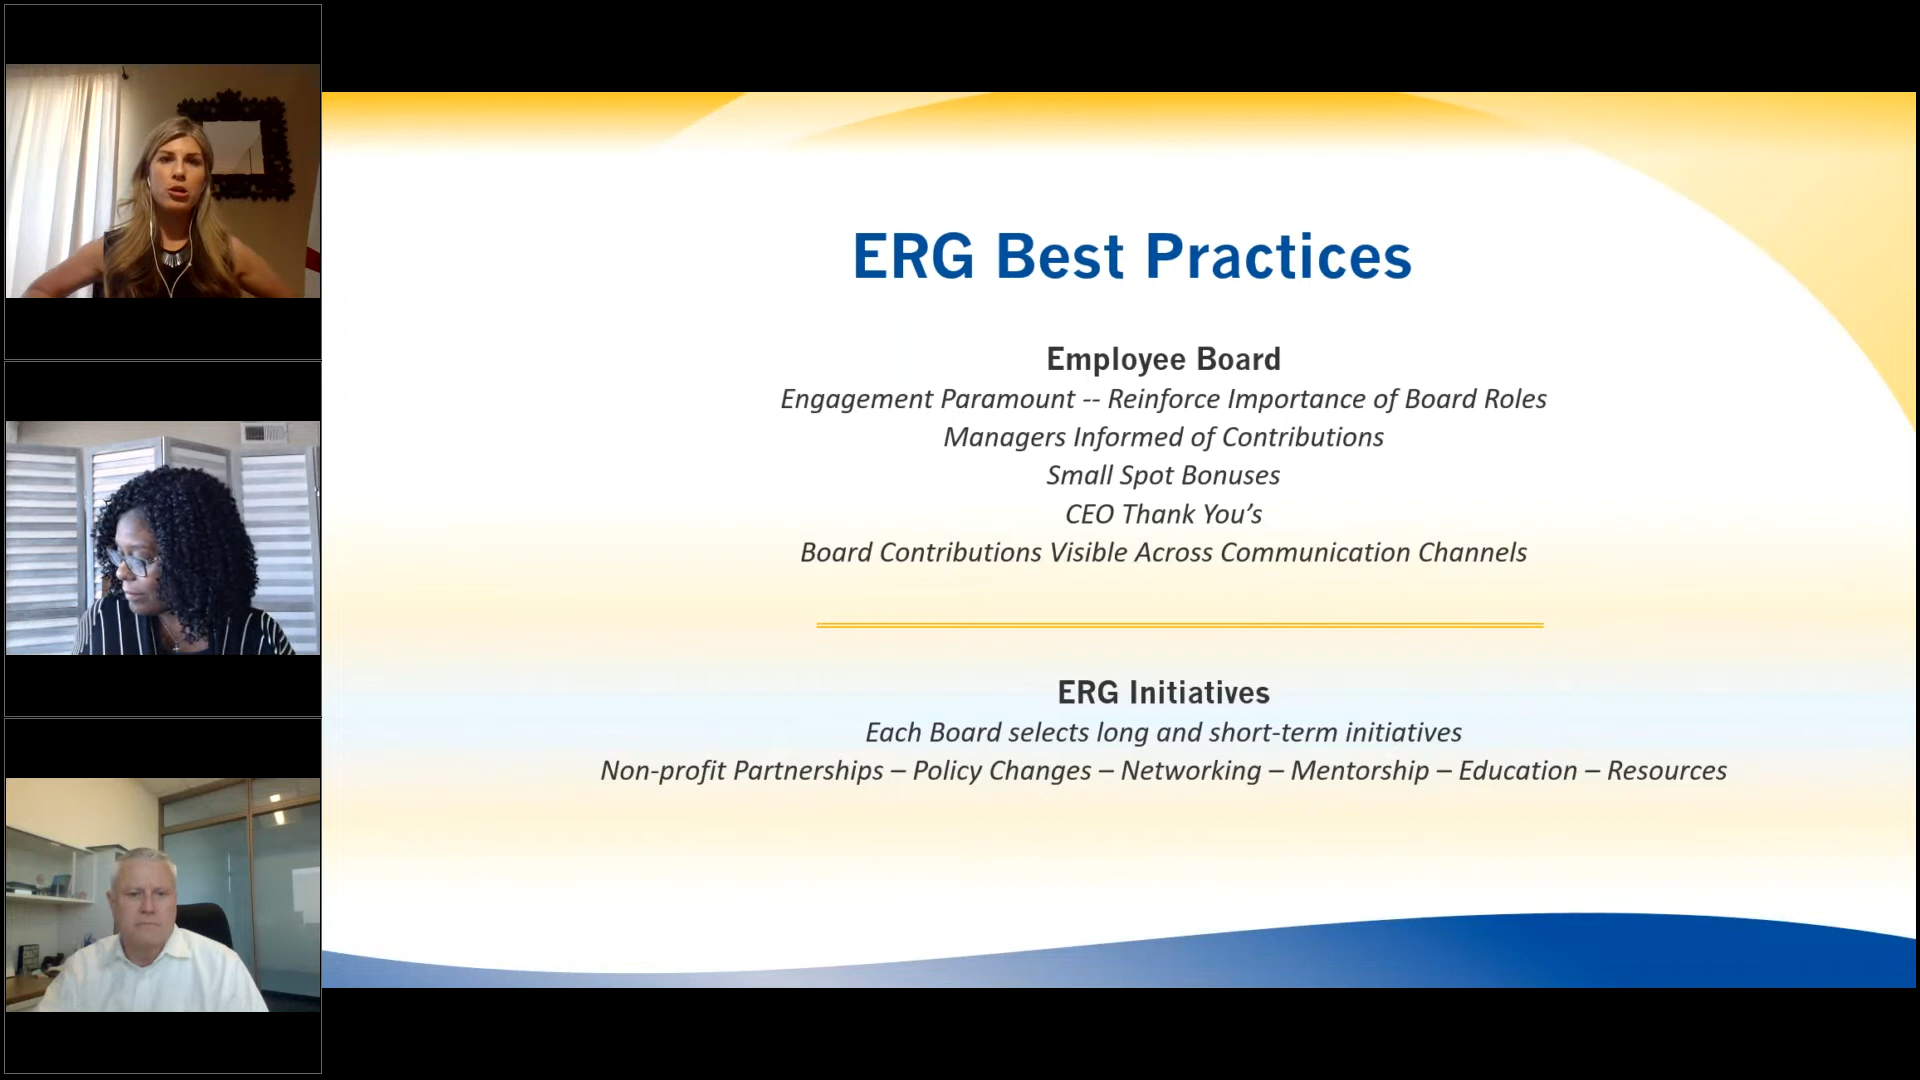 ERG Best Practices
Employee Board
Engagement Paramount -- Reinforce Importance of Board Roles
Managers Informed of Contributions
Small Spot Bonuses
CEO Thank You’s
Board Contributions Visible Across Communication Channels
ERG Initiatives
Each Board selects long and short-term initiatives
Non-profit Partnerships – Policy Changes – Networking – Mentorship – Education – Resources